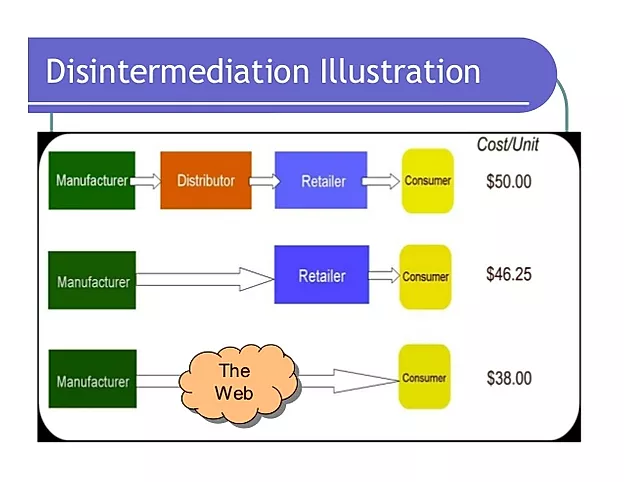 Disintermediation Illustration
Cost/Unit
Manufacturer Distributor Retailer Consumer $50.00
Manufacturer Retailer Consumer $46.25
Manufacturer The Web Consumer $38.00